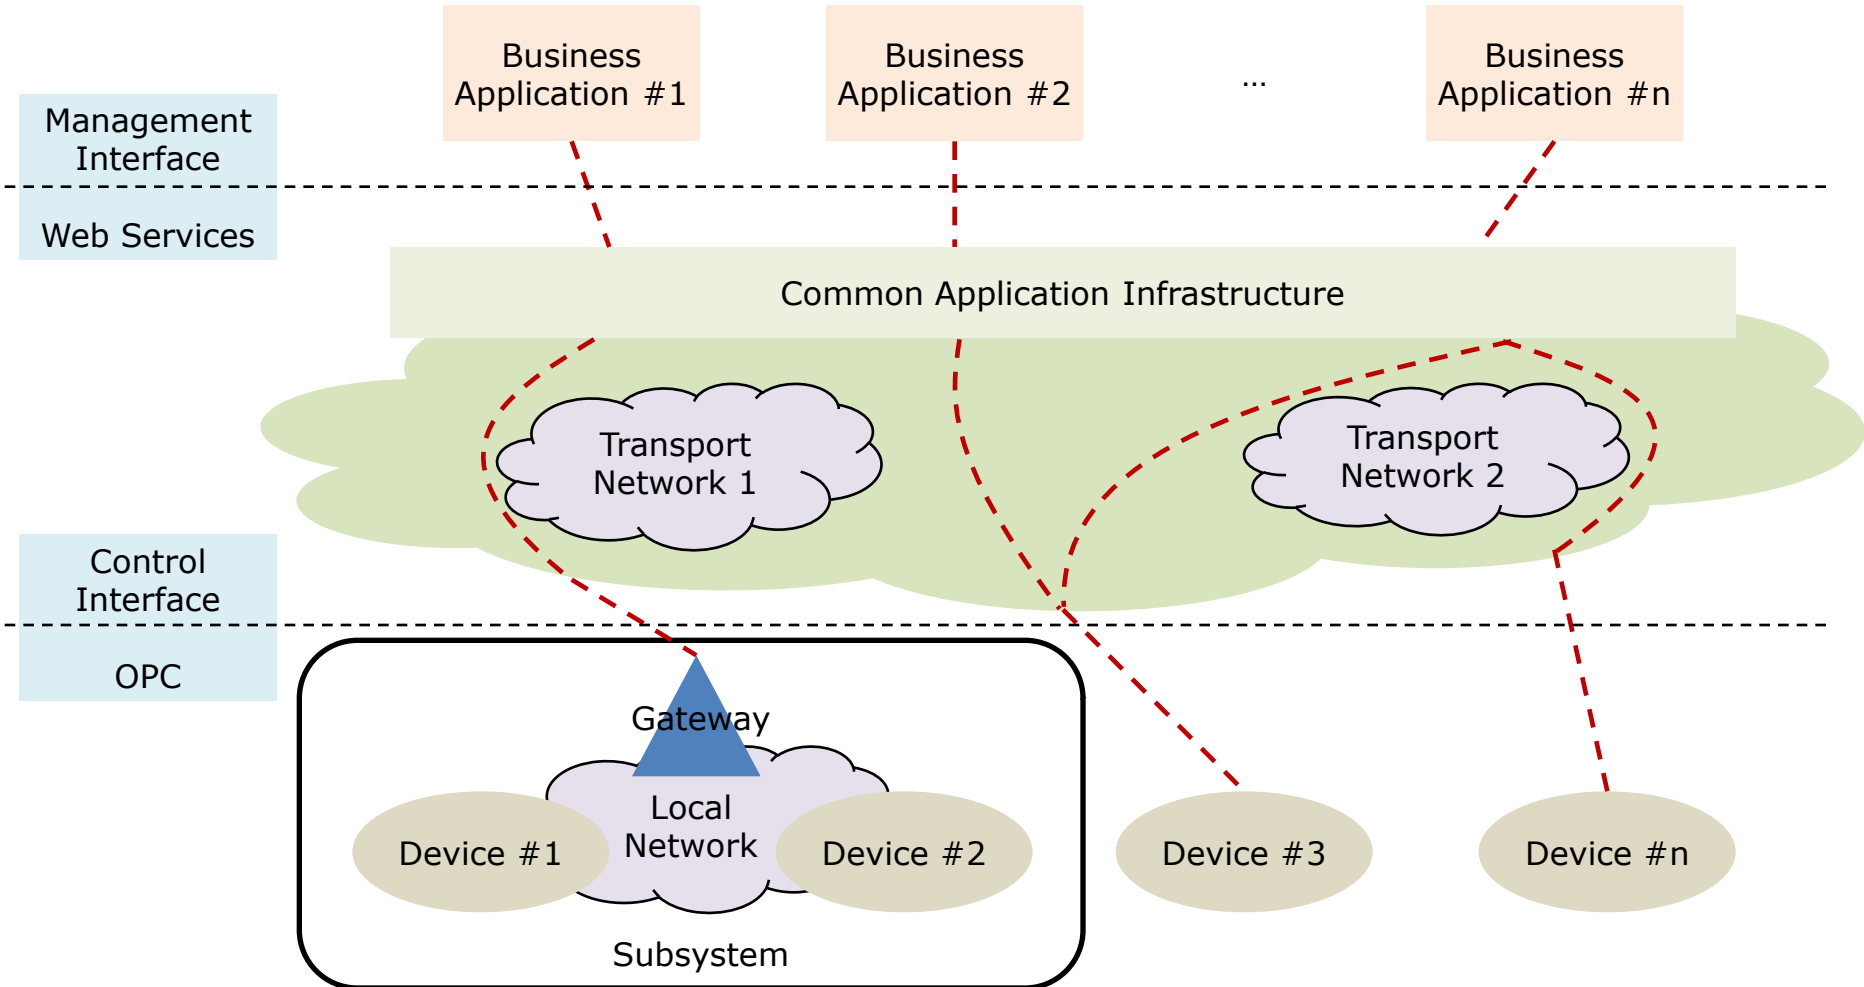 Business
Application #1
Business
Application #2
...
Business
Application #n
Management
Interface
Web Services
Common Application Infrastructure
Transport
Network 1
Transport
Network 2
Control
Interface
OPC
Gateway
Local
Network
Device #1
Device #2
Device #3
Device #n
Subsystem